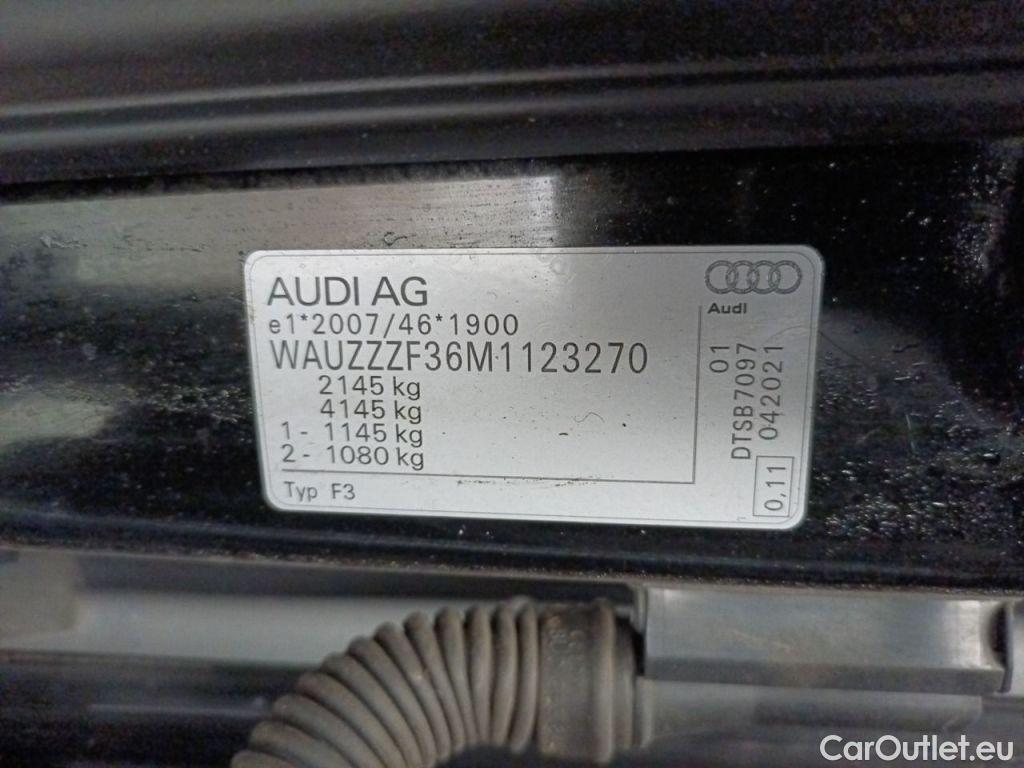 AUDI AG
e1*2007/46*1900
WAUZZZF36M1123270
2145 kg
4145 kg
1 - 1145 kg
2 - 1080 kg
Typ F3
Audi
01
DTSB7097
042021
0,11
CarOutlet.eu